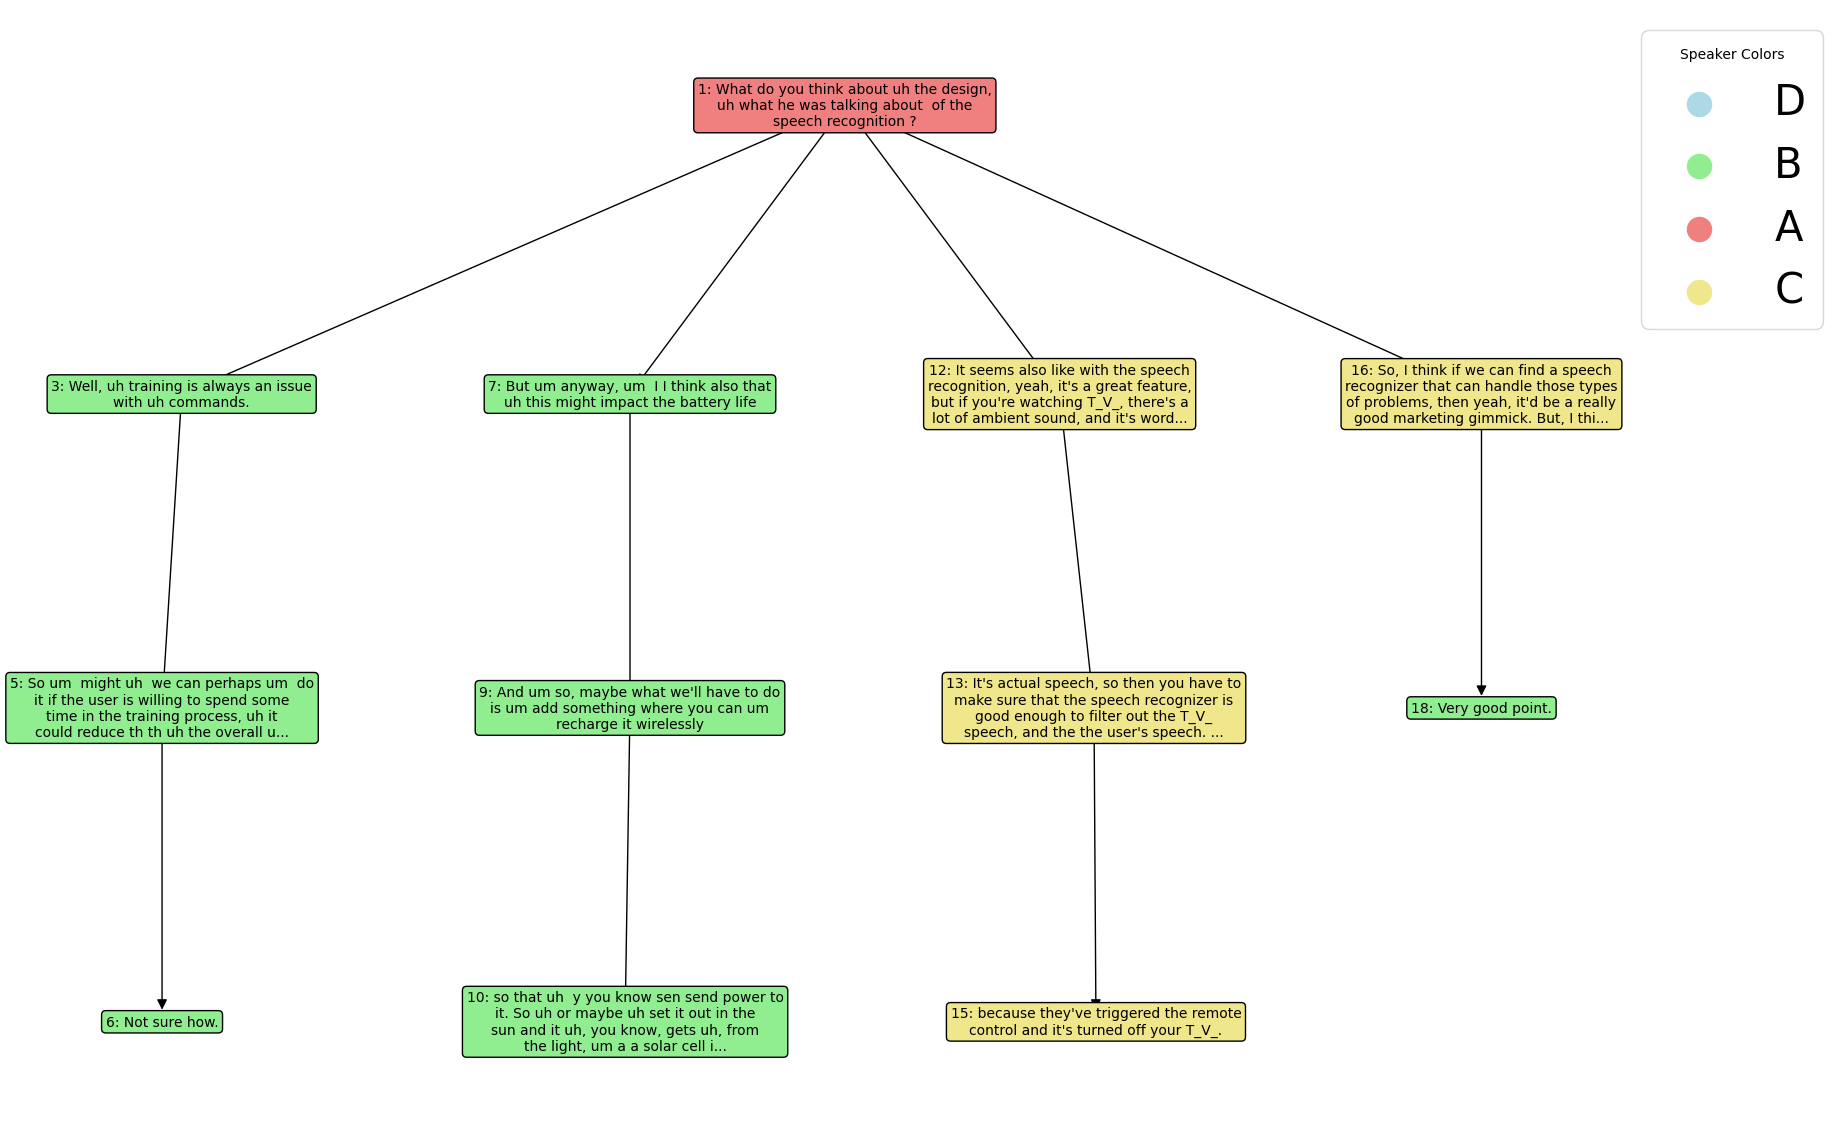 Speaker Colors
D
B
A
C
1: What do you think about uh the design,
uh what he was talking about  of the
speech recognition ?
3: Well, uh training is always an issue
with uh commands.
7: But um anyway, um  I I think also that
uh this might impact the battery life
12: It seems also like with the speech
recognition, yeah, it's a great feature,
but if you're watching T_V_, there's a
lot of ambient sound, and it's word...
16: So, I think if we can find a speech
recognizer that can handle those types
of problems, then yeah, it'd be a really
good marketing gimmick. But, I thi...
5: So um  might uh  we can perhaps um  do
it if the user is willing to spend some
time in the training process, uh it
could reduce th th uh the overall u...
9: And um so, maybe what we'll have to do
is um add something where you can um
recharge it wirelessly
13: It's actual speech, so then you have to
make sure that the speech recognizer is
good enough to filter out the T_V_
speech, and the the user's speech. ...
18: Very good point.
6: Not sure how.
10: so that uh  y you know sen send power to
it. So uh or maybe uh set it out in the
sun and it uh, you know, gets uh, from
the light, um a a solar cell i...
15: because they've triggered the remote
control and it's turned off your T_V_.